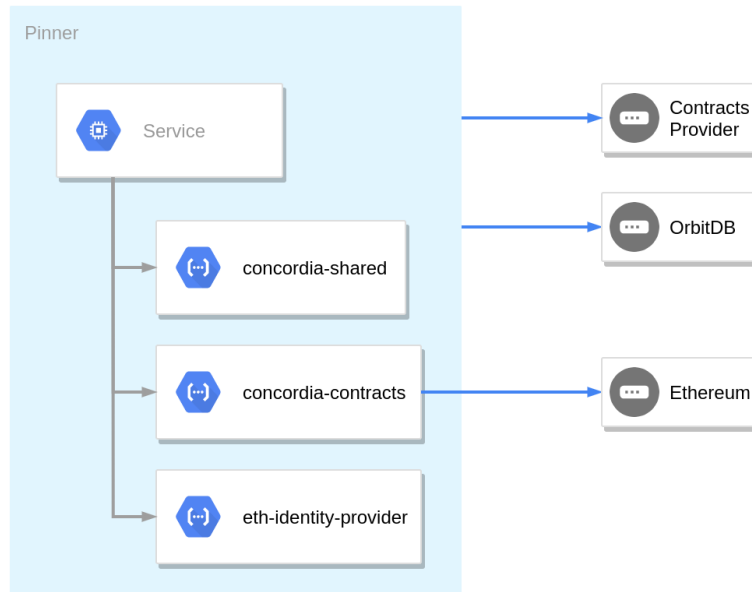 Pinner
Service
Contracts
Provider
OrbitDB
concordia-shared
concordia-contracts
Ethereum
eth-identity-provider